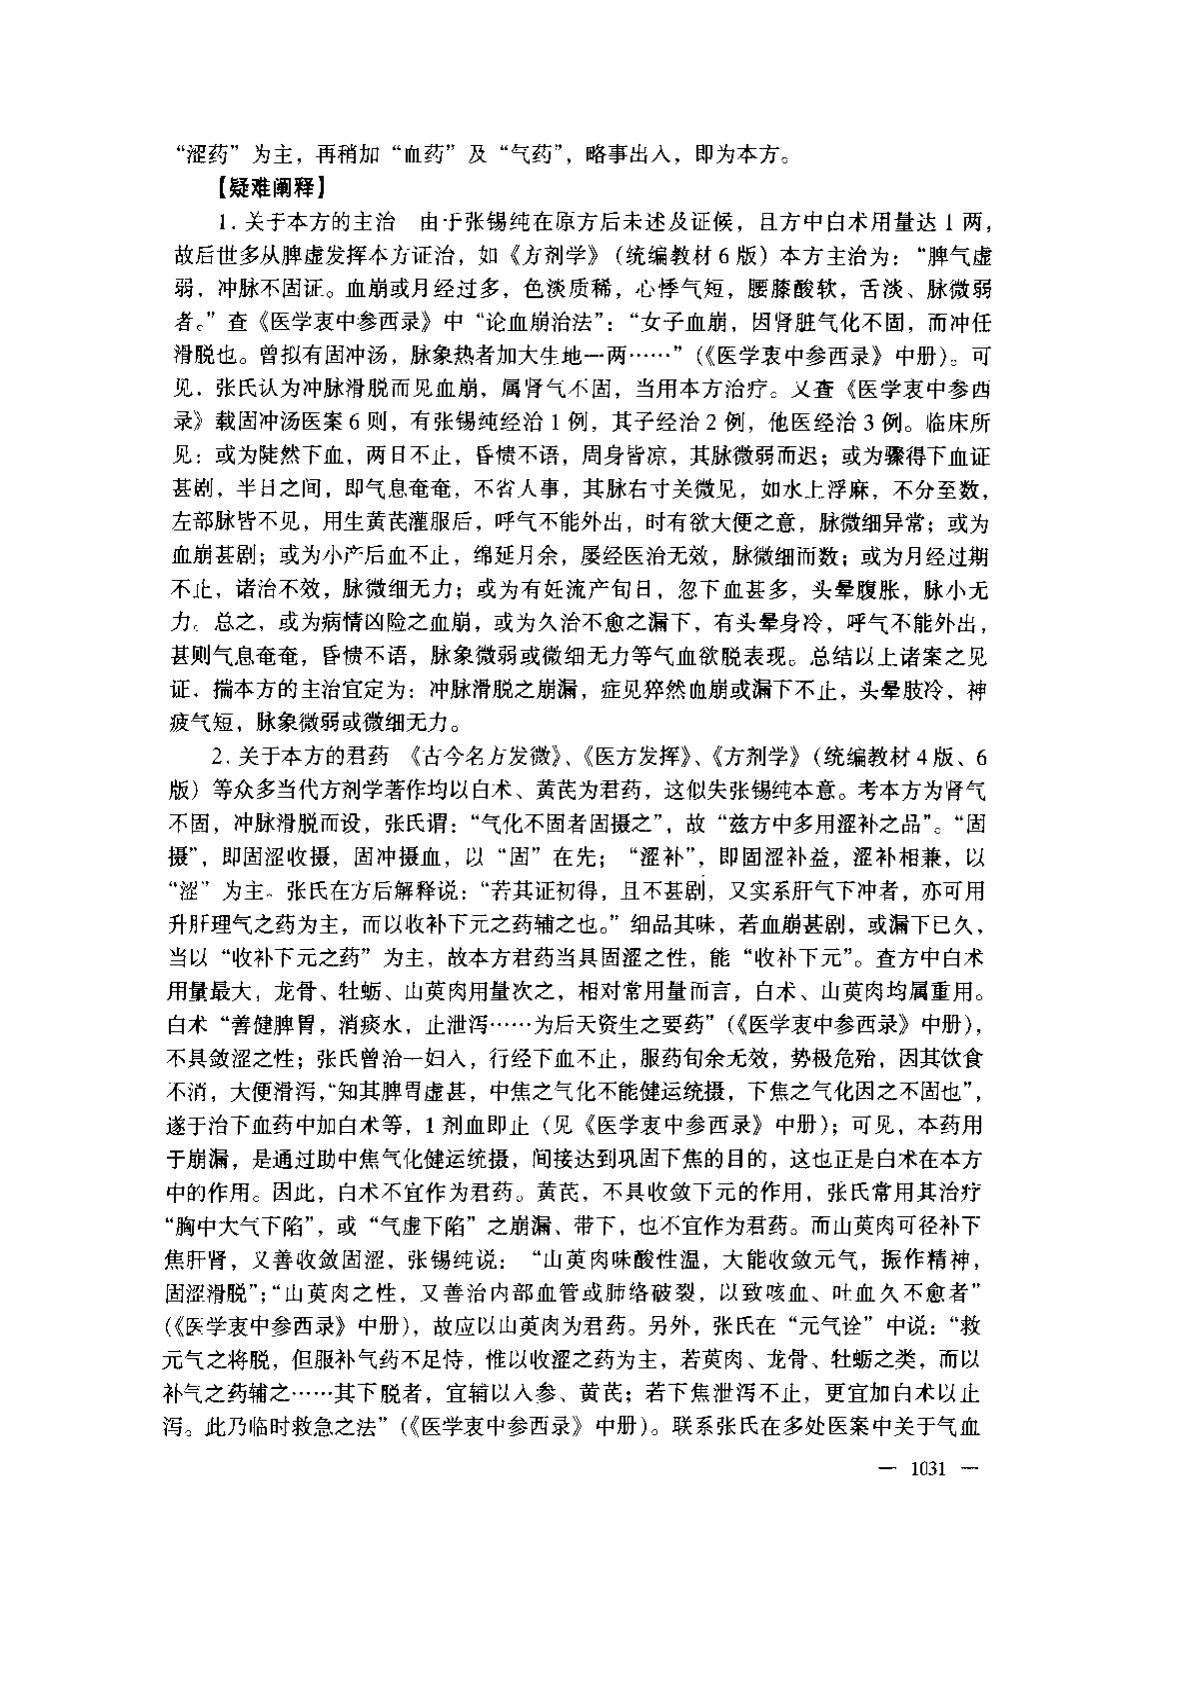 “涩药”为主，再稍加“血药”及“气药”，略事出入，即为本方。
【疑难阐释】
1. 关于本方的主治　由于张锡纯在原方后未述及证候，且方中白术用量达1两，
故后世多从脾虚发挥本方证治，如《方剂学》（统编教材6版）本方主治为：“脾气虚
弱，冲脉不固证。血崩或月经过多，色淡质稀，心悸气短，腰膝酸软，舌淡、脉微弱
者。”查《医学衷中参西录》中“论血崩治法”：“女子血崩，因肾脏气化不固，而冲任
滑脱也。曾拟有固冲汤，脉象热者加大生地一两……”（《医学衷中参西录》中册）。可
见，张氏认为冲脉滑脱而见血崩，属肾气不固，当用本方治疗。又查《医学衷中参西
录》载固冲汤医案6则，有张锡纯经治1例，其子经治2例，他医经治3例。临床所
见：或为陡然下血，两日不止，昏愦不语，周身皆凉，其脉微弱而迟；或为骤得下血证
甚剧，半日之间，即气息奄奄，不省人事，其脉右寸关微见，如水上浮麻，不分至数，
左部脉皆不见，用生黄芪灌服后，呼气不能外出，时有欲大便之意，脉微细异常；或为
血崩甚剧；或为小产后血不止，绵延月余，屡经医治无效，脉微细而数；或为月经过期
不止，诸治不效，脉微细无力；或为有妊流产旬日，忽下血甚多，头晕腹胀，脉小无
力。总之，或为病情凶险之血崩，或为久治不愈之漏下，有头晕身冷，呼气不能外出，
甚则气息奄奄，昏愦不语，脉象微弱或微细无力等气血欲脱表现。总结以上诸案之见
证，揣本方的主治宜定为：冲脉滑脱之崩漏，症见猝然血崩或漏下不止，头晕肢冷，神
疲气短，脉象微弱或微细无力。
2. 关于本方的君药　《古今名方发微》、《医方发挥》、《方剂学》（统编教材4版、6
版）等众多当代方剂学著作均以白术、黄芪为君药，这似失张锡纯本意。考本方为肾气
不固，冲脉滑脱而设，张氏谓：“气化不固者固摄之”，故“兹方中多用涩补之品”。“固
摄”，即固涩收摄，固冲摄血，以“固”在先；“涩补”，即固涩补益，涩补相兼，以
“涩”为主。张氏在方后解释说：“若其证初得，且不甚剧，又实系肝气下冲者，亦可用
升肝理气之药为主，而以收补下元之药辅之也。”细品其味，若血崩甚剧，或漏下已久，
当以“收补下元之药”为主，故本方君药当具固涩之性，能“收补下元”。查方中白术
用量最大，龙骨、牡蛎、山萸肉用量次之，相对常用量而言，白术、山萸肉均属重用。
白术“善健脾胃，消痰水，止泄泻……为后天资生之要药”（《医学衷中参西录》中册），
不具敛涩之性；张氏曾治一妇人，行经下血不止，服药旬余无效，势极危殆，因其饮食
不消，大便滑泻，“知其脾胃虚甚，中焦之气化不能健运统摄，下焦之气化因之不固也”，
遂于治下血药中加白术等，1剂血即止（见《医学衷中参西录》中册）；可见，本药用
于崩漏，是通过助中焦气化健运统摄，间接达到巩固下焦的目的，这也正是白术在本方
中的作用。因此，白术不宜作为君药。黄芪，不具收敛下元的作用，张氏常用其治疗
“胸中大气下陷”，或“气虚下陷”之崩漏、带下，也不宜作为君药。而山萸肉可径补下
焦肝肾，又善收敛固涩，张锡纯说：“山萸肉味酸性温，大能收敛元气，振作精神，
固涩滑脱”；“山萸肉之性，又善治内部血管或肺络破裂，以致咳血、吐血久不愈者”
（《医学衷中参西录》中册），故应以山萸肉为君药。另外，张氏在“元气诠”中说：“救
元气之将脱，但服补气药不足恃，惟以收涩之药为主，若萸肉、龙骨、牡蛎之类，而以
补气之药辅之……其下脱者，宜辅以人参、黄芪；若下焦泄泻不止，更宜加白术以止
泻。此乃临时救急之法”（《医学衷中参西录》中册）。联系张氏在多处医案中关于气血
— 1031 —